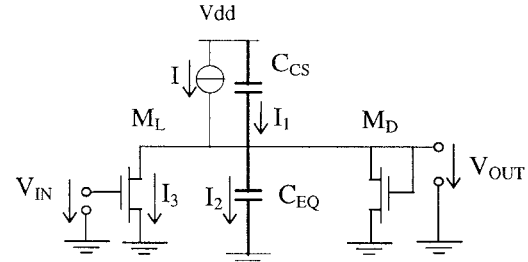 Vdd
I
C_CS
M_L
I_1
M_D
V_IN
I_3
I_2
C_EQ
V_OUT